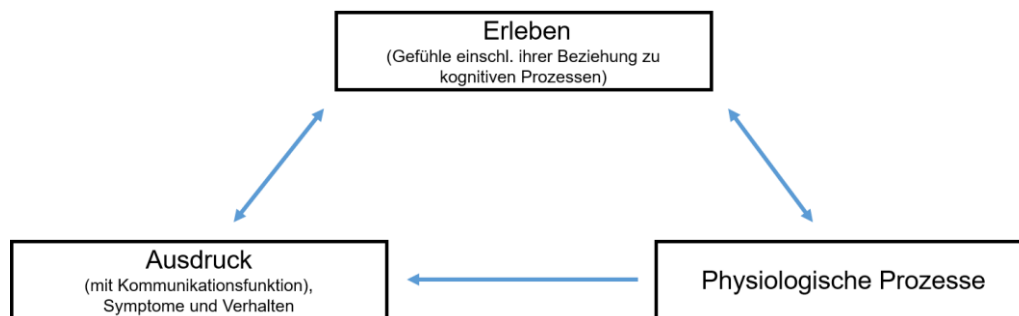 Erleben
(Gefühle einschl. ihrer Beziehung zu
kognitiven Prozessen)
Ausdruck
(mit Kommunikationsfunktion),
Symptome und Verhalten
Physiologische Prozesse